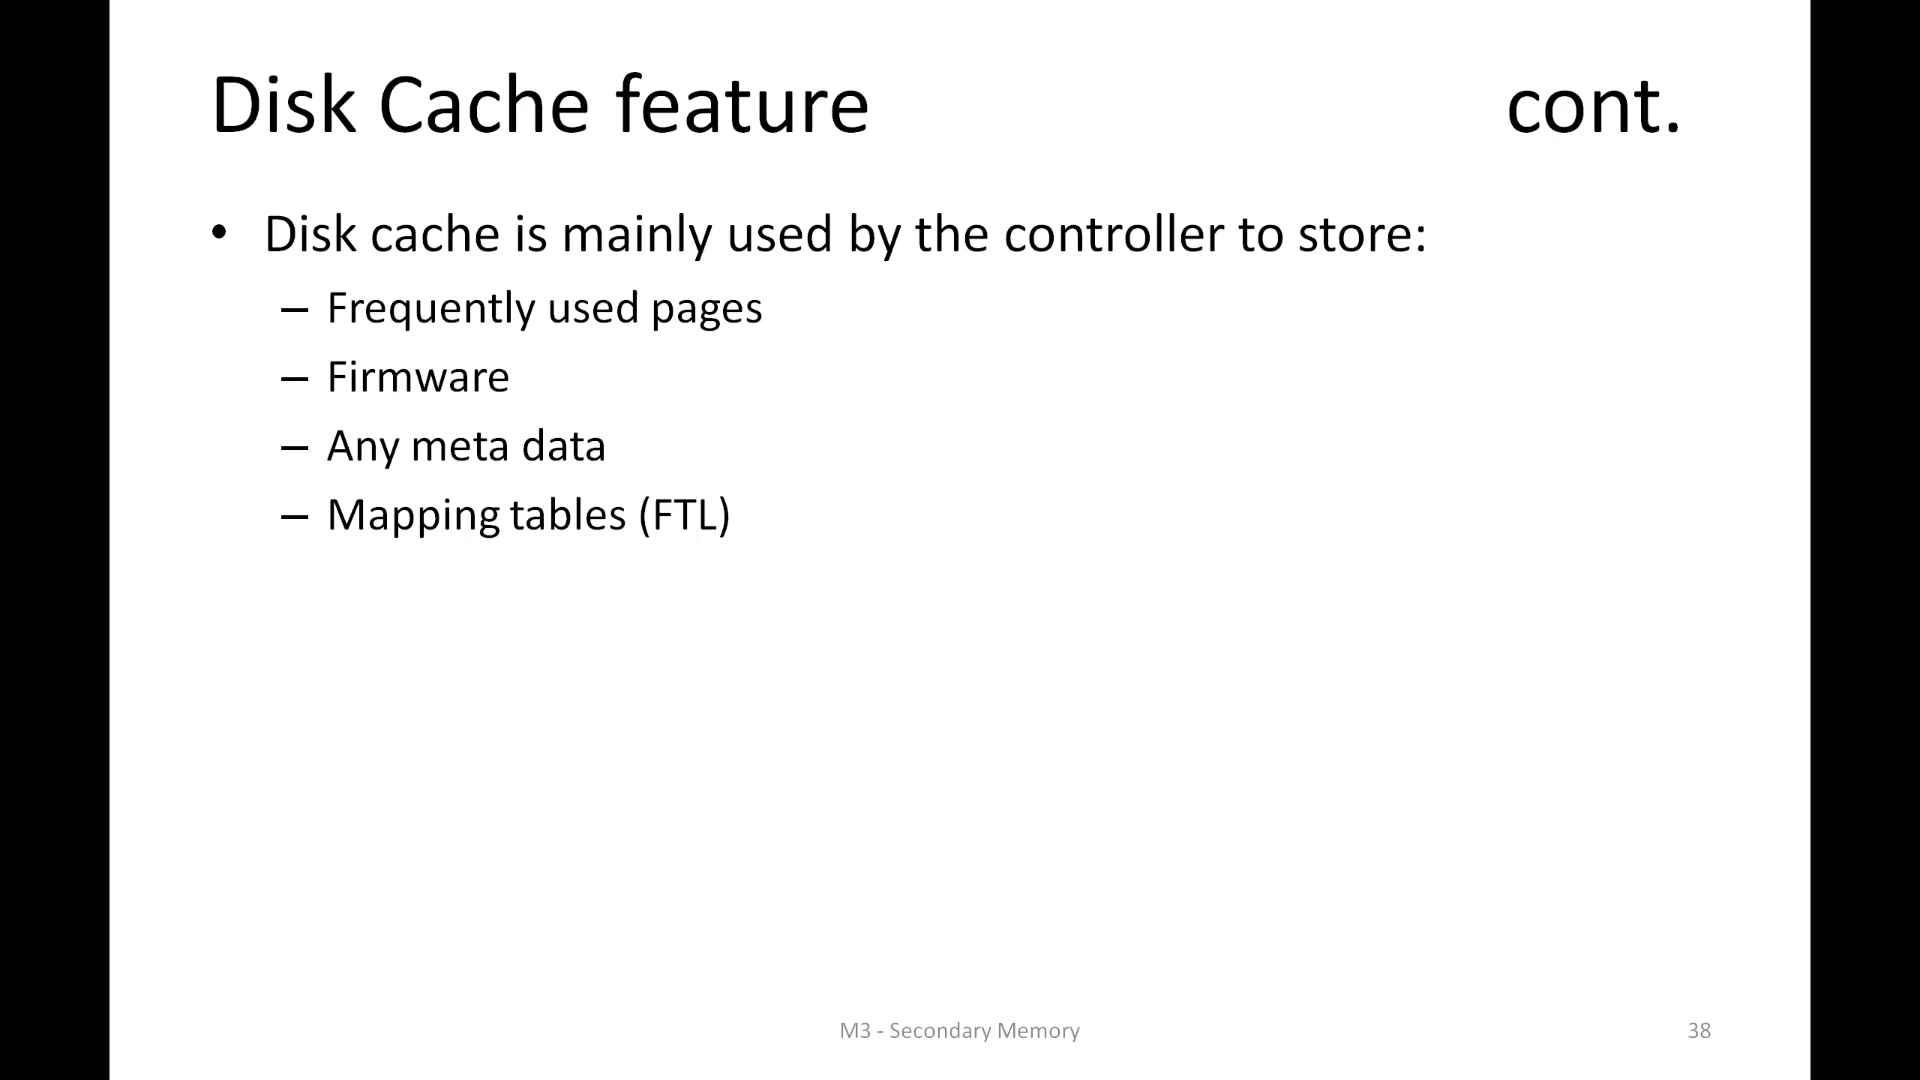 Disk Cache feature cont.
• Disk cache is mainly used by the controller to store:
– Frequently used pages
– Firmware
– Any meta data
– Mapping tables (FTL)
M3 - Secondary Memory
38